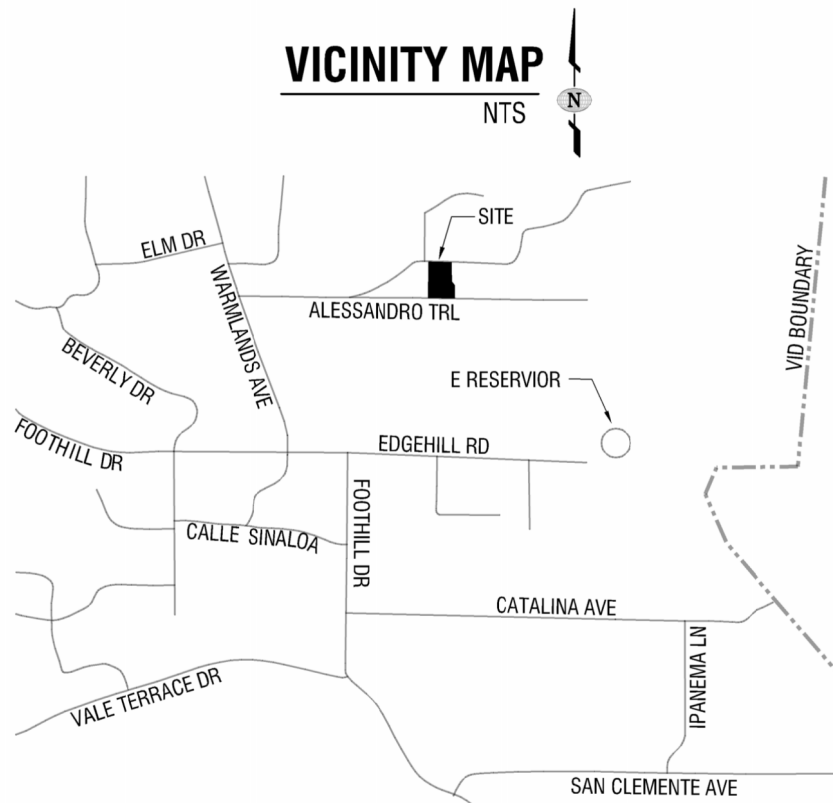 VICINITY MAP
NTS
N
SITE
ELM DR
WARMLANDS AVE
ALESSANDRO TRL
VID BOUNDARY
BEVERLY DR
E RESERVIOR
FOOTHILL DR
EDGEHILL RD
CALLE SINALOA
FOOTHILL DR
CATALINA AVE
IPANEMA LN
VALE TERRACE DR
SAN CLEMENTE AVE